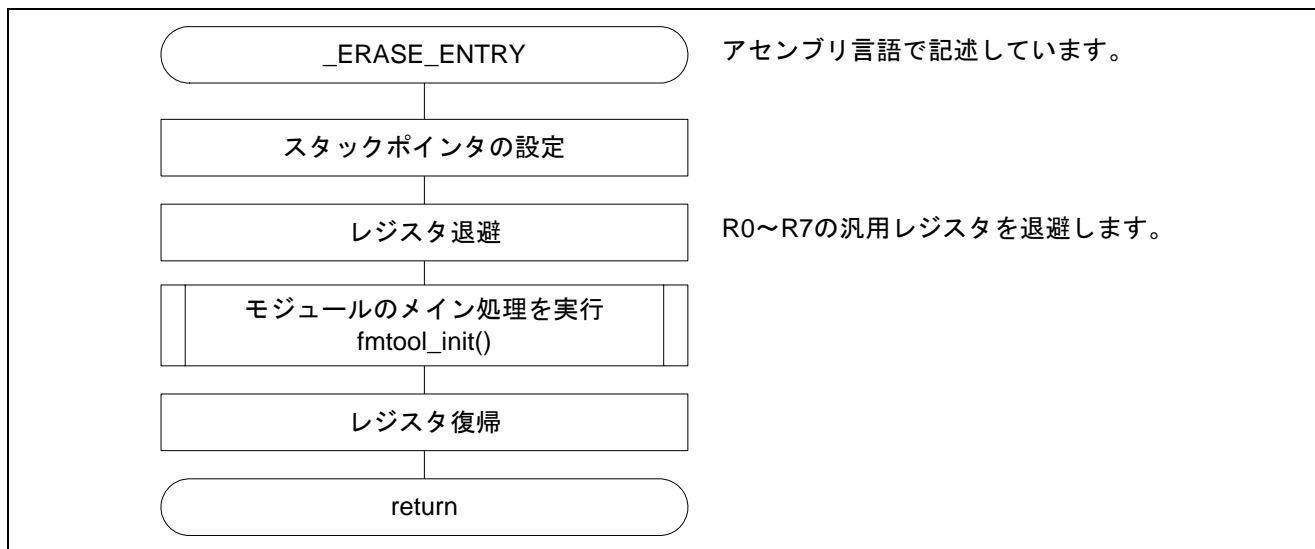 _ERASE_ENTRY
アセンブリ言語で記述しています。
スタックポインタの設定
レジスタ退避
R0～R7の汎用レジスタを退避します。
モジュールのメイン処理を実行
fmtool_init()
レジスタ復帰
return